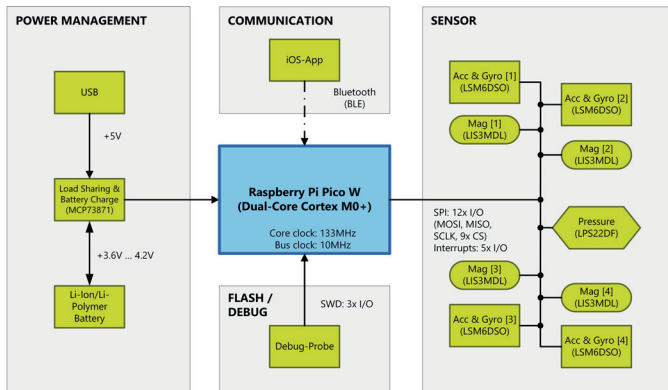 POWER MANAGEMENT
USB
+5V
Load Sharing &
Battery Charge
(MCP73871)
+3.6V ... 4.2V
Li-Ion/Li-
Polymer
Battery
COMMUNICATION
iOS-App
Bluetooth
(BLE)
Raspberry Pi Pico W
(Dual-Core Cortex M0+)
Core clock: 133MHz
Bus clock: 10MHz
FLASH /
DEBUG
SWD: 3x I/O
Debug-Probe
SENSOR
Acc & Gyro [1]
(LSM6DSO)
Acc & Gyro [2]
(LSM6DSO)
Mag [1]
(LIS3MDL)
Mag [2]
(LIS3MDL)
SPI: 12x I/O
(MOSI, MISO,
SCLK, 9x CS)
Interrupts: 5x I/O
Pressure
(LPS22DF)
Mag [3]
(LIS3MDL)
Mag [4]
(LIS3MDL)
Acc & Gyro [3]
(LSM6DSO)
Acc & Gyro [4]
(LSM6DSO)